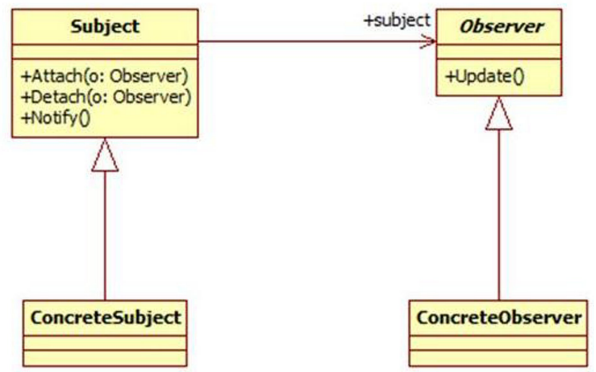 Subject
+subject
Observer
+Attach(o: Observer)
+Detach(o: Observer)
+Notify()
+Update()
ConcreteSubject
ConcreteObserver